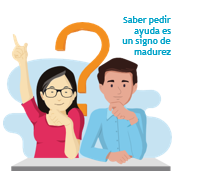 Saber pedir
ayuda es
un signo de
madurez